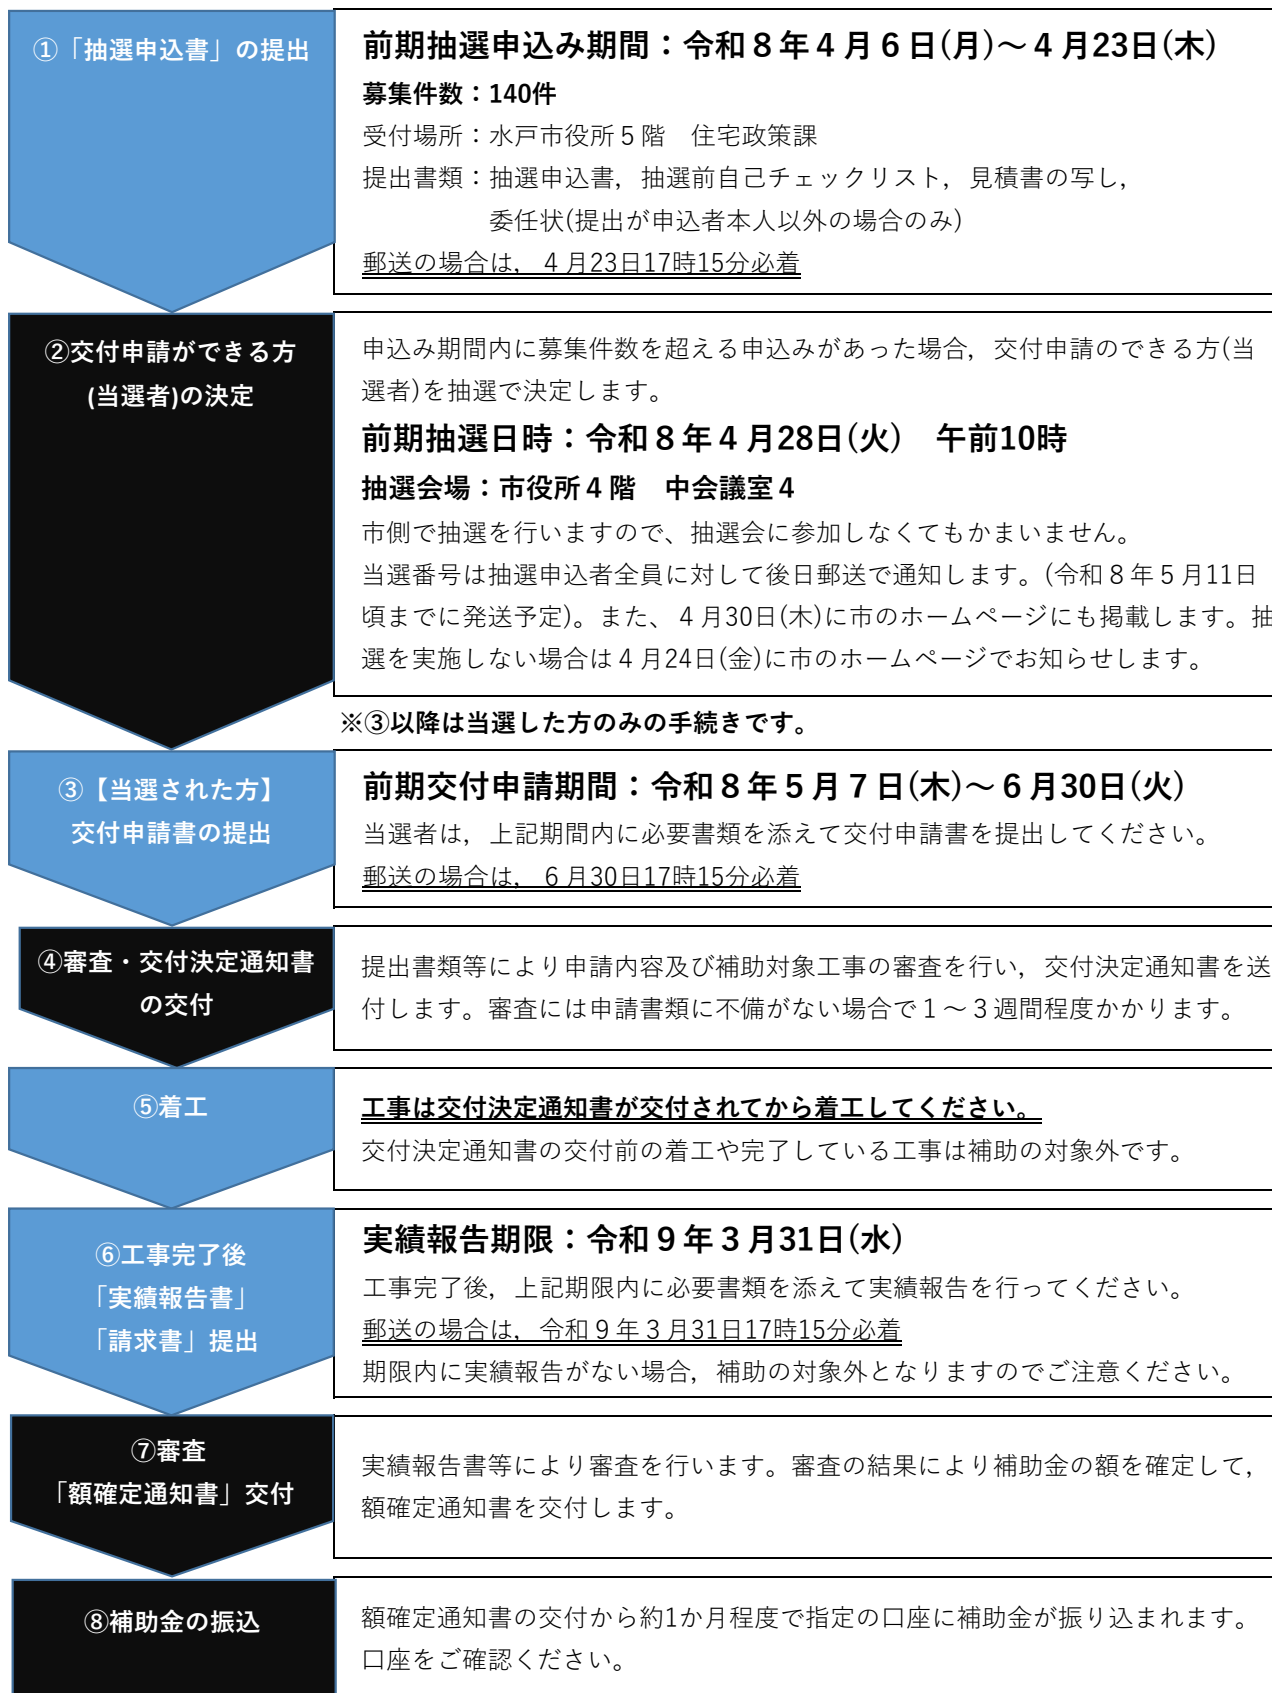 ①「抽選申込書」の提出
前期抽選申込み期間：令和８年４月６日(月)～４月23日(木)
募集件数：140件
受付場所：水戸市役所５階　住宅政策課
提出書類：抽選申込書，抽選前自己チェックリスト，見積書の写し，
委任状(提出が申込者本人以外の場合のみ)
郵送の場合は，４月23日17時15分必着
②交付申請ができる方
(当選者)の決定
申込み期間内に募集件数を超える申込みがあった場合，交付申請のできる方(当
選者)を抽選で決定します。
前期抽選日時：令和８年４月28日(火)　午前10時
抽選会場：市役所４階　中会議室４
市側で抽選を行いますので、抽選会に参加しなくてもかまいません。
当選番号は抽選申込者全員に対して後日郵送で通知します。(令和８年５月11日
頃までに発送予定)。また、４月30日(木)に市のホームページにも掲載します。抽
選を実施しない場合は４月24日(金)に市のホームページでお知らせします。
※③以降は当選した方のみの手続きです。
③【当選された方】
交付申請書の提出
前期交付申請期間：令和８年５月７日(木)～６月30日(火)
当選者は，上記期間内に必要書類を添えて交付申請書を提出してください。
郵送の場合は，６月30日17時15分必着
④審査・交付決定通知書
の交付
提出書類等により申請内容及び補助対象工事の審査を行い，交付決定通知書を送
付します。審査には申請書類に不備がない場合で１～３週間程度かかります。
⑤着工
工事は交付決定通知書が交付されてから着工してください。
交付決定通知書の交付前の着工や完了している工事は補助の対象外です。
⑥工事完了後
「実績報告書」
「請求書」提出
実績報告期限：令和９年３月31日(水)
工事完了後，上記期限内に必要書類を添えて実績報告を行ってください。
郵送の場合は，令和９年３月31日17時15分必着
期限内に実績報告がない場合，補助の対象外となりますのでご注意ください。
⑦審査
「額確定通知書」交付
実績報告書等により審査を行います。審査の結果により補助金の額を確定して，
額確定通知書を交付します。
⑧補助金の振込
額確定通知書の交付から約1か月程度で指定の口座に補助金が振り込まれます。
口座をご確認ください。